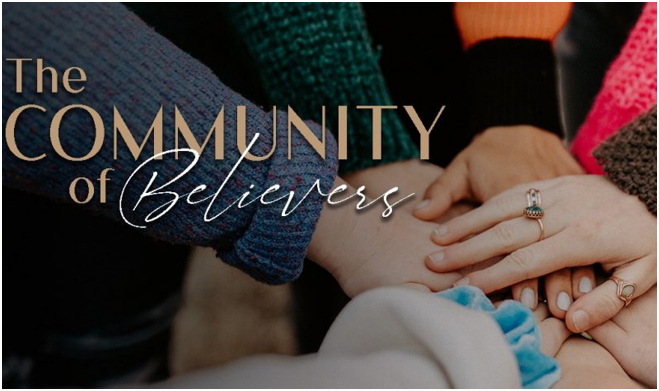 The
COMMUNITY
of Believers